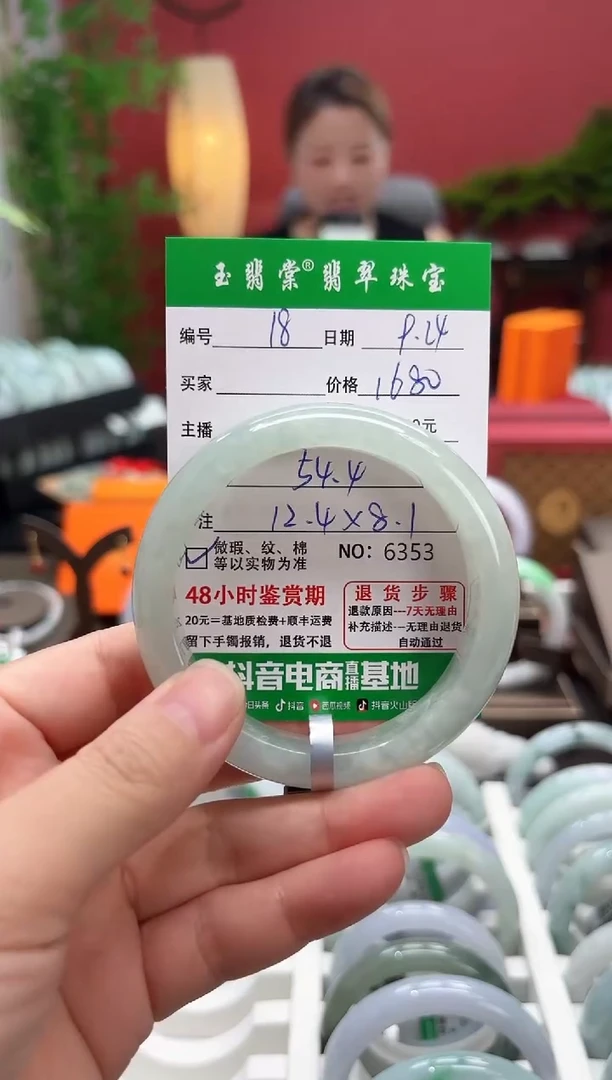 玉翡棠®翡翠珠宝
编号 18 日期 9.24
买家 价格 1680
主播 元
54.4
注 12.4×8.1
微瑕、纹、棉
等以实物为准 NO: 6353
48小时鉴赏期
20元=基地质检费+顺丰运费
留下手镯报销，退货不退
退货步骤
退款原因---7天无理由
补充描述--无理由退货
自动通过
抖音电商直播基地
日头条 抖音 西瓜视频 抖音火山版